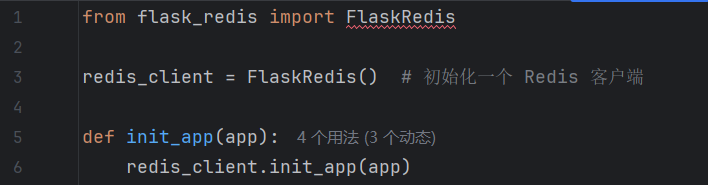 1 from flask_redis import FlaskRedis
2
3 redis_client = FlaskRedis()  # 初始化一个 Redis 客户端
4
5 def init_app(app): 4 个用法 (3 个动态)
6     redis_client.init_app(app)